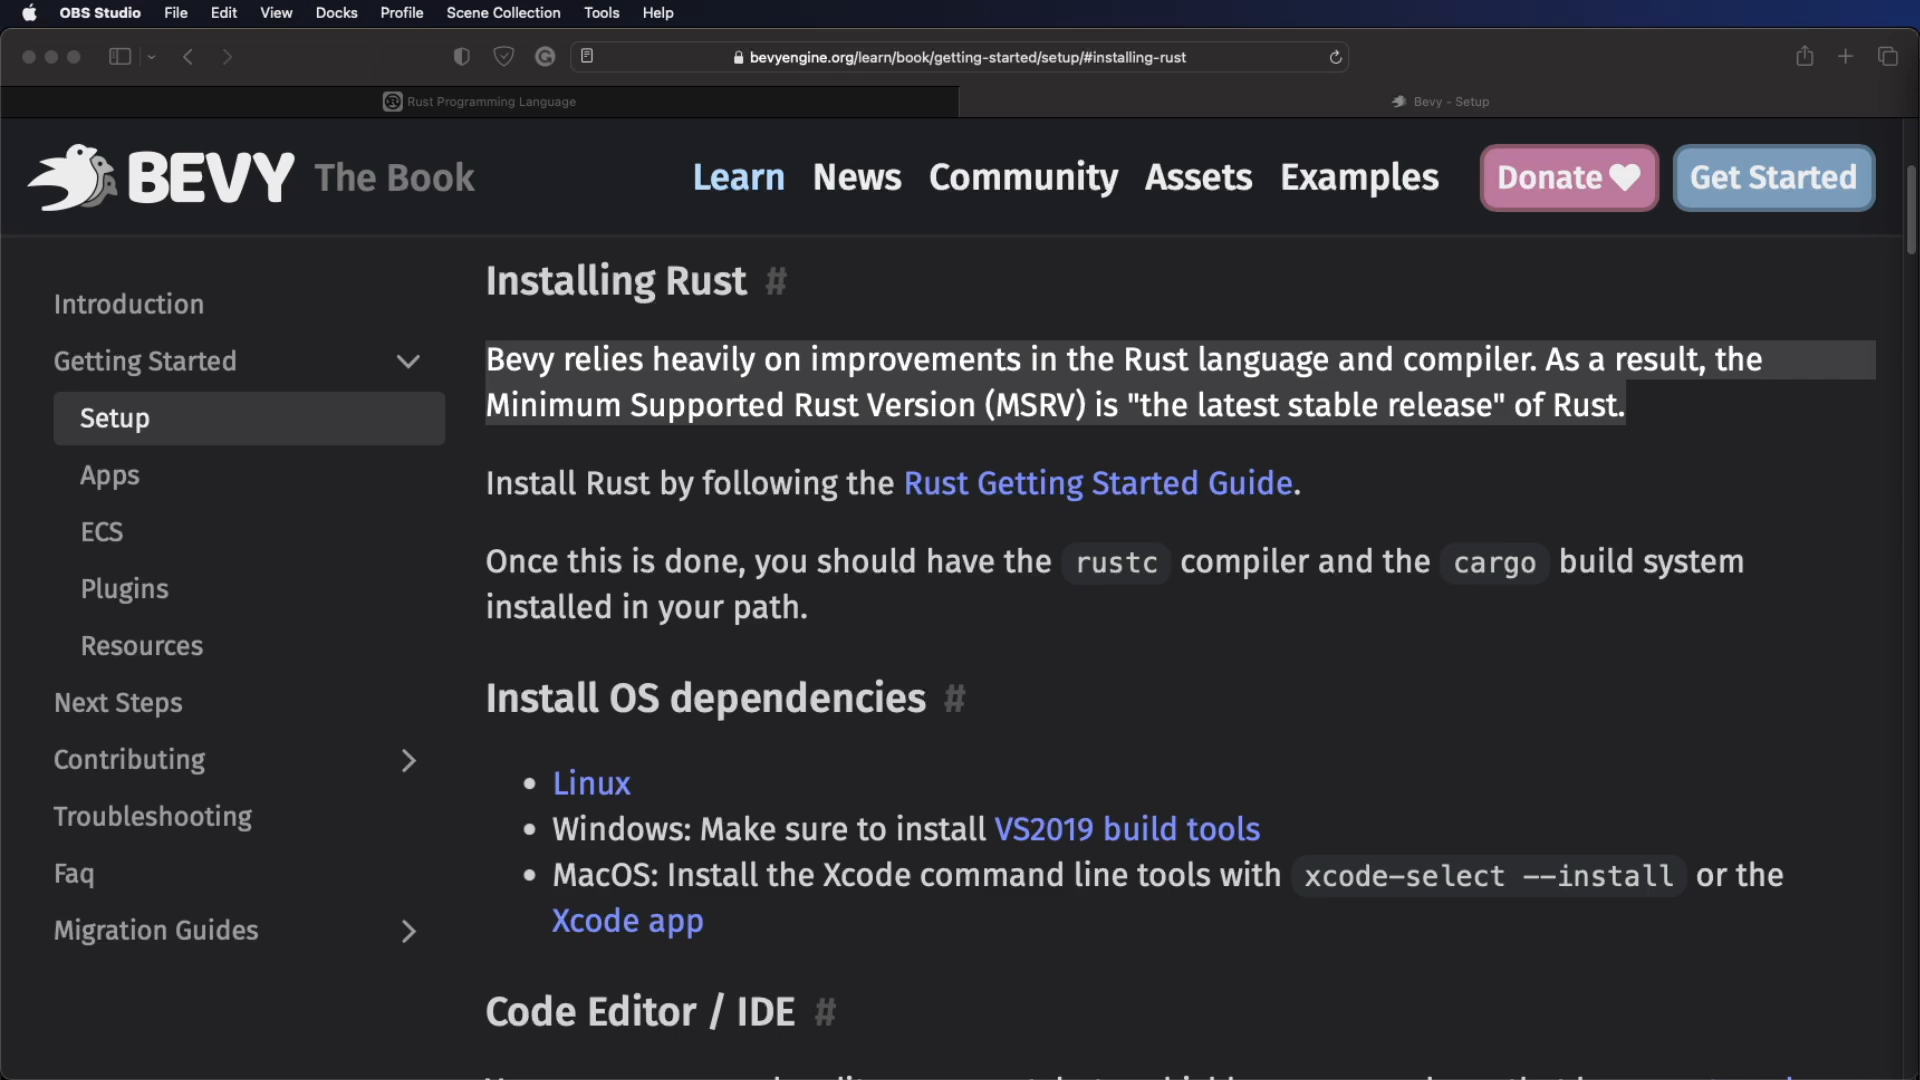 OBS Studio File Edit View Docks Profile Scene Collection Tools Help
bevyengine.org/learn/book/getting-started/setup/#installing-rust
Rust Programming Language
Bevy - Setup
BEVY The Book
Learn News Community Assets Examples Donate Get Started
Introduction
Getting Started
Setup
Apps
ECS
Plugins
Resources
Next Steps
Contributing
Troubleshooting
Faq
Migration Guides
Installing Rust #
Bevy relies heavily on improvements in the Rust language and compiler. As a result, the
Minimum Supported Rust Version (MSRV) is "the latest stable release" of Rust.
Install Rust by following the Rust Getting Started Guide.
Once this is done, you should have the rustc compiler and the cargo build system
installed in your path.
Install OS dependencies #
• Linux
• Windows: Make sure to install VS2019 build tools
• MacOS: Install the Xcode command line tools with xcode-select --install or the
Xcode app
Code Editor / IDE #